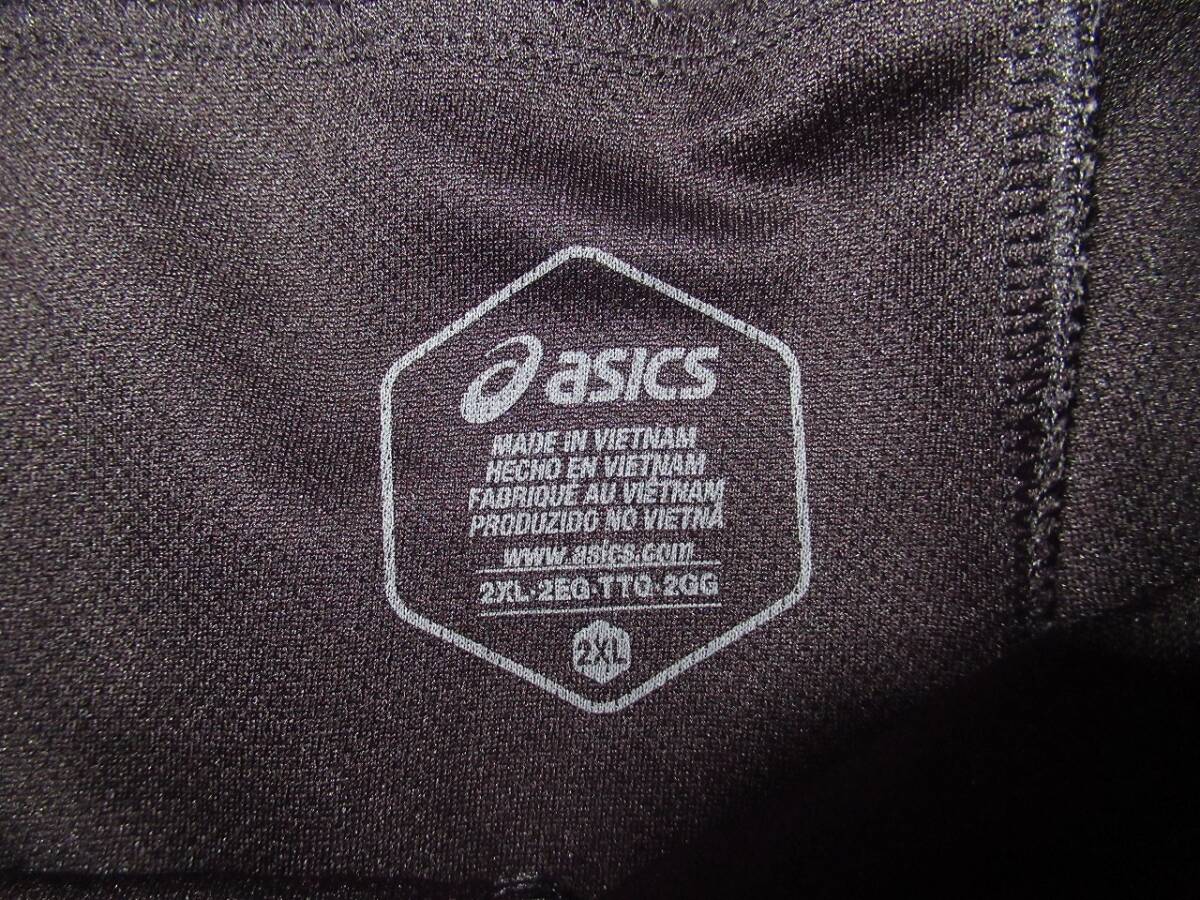 asics
MADE IN VIETNAM
HECHO EN VIETNAM
FABRIQUE AU VIETNAM
PRODUZIDO NO VIETNÃ
www.asics.com
2XL·2EG·TTG·2GG
2XL